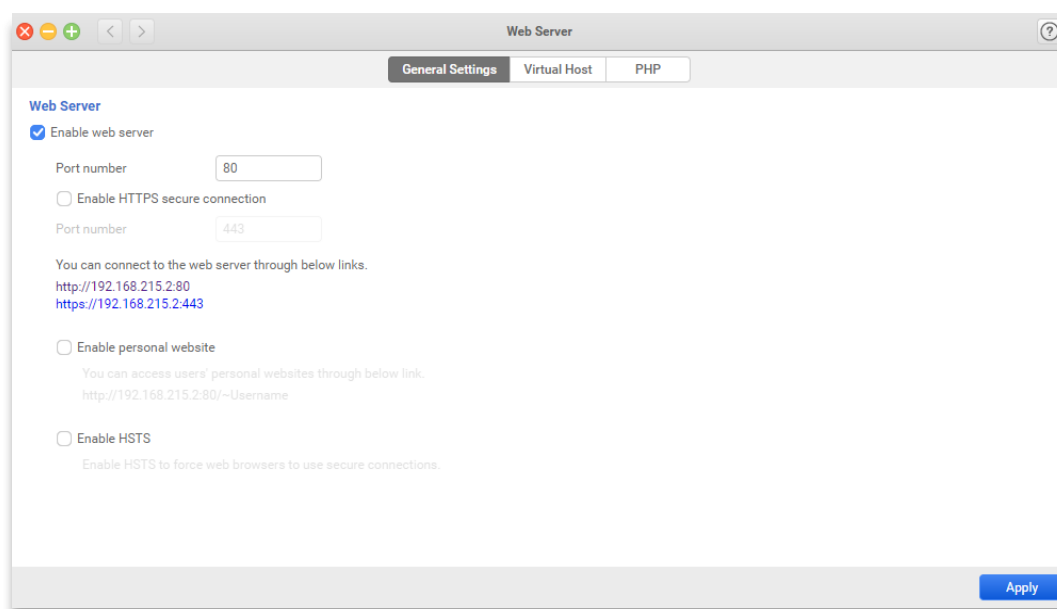 Web Server
?
General Settings Virtual Host PHP
Web Server
Enable web server
Port number 80
Enable HTTPS secure connection
Port number 443
You can connect to the web server through below links.
http://192.168.215.2:80
https://192.168.215.2:443
Enable personal website
You can access users' personal websites through below link.
http://192.168.215.2:80/~Username
Enable HSTS
Enable HSTS to force web browsers to use secure connections.
Apply